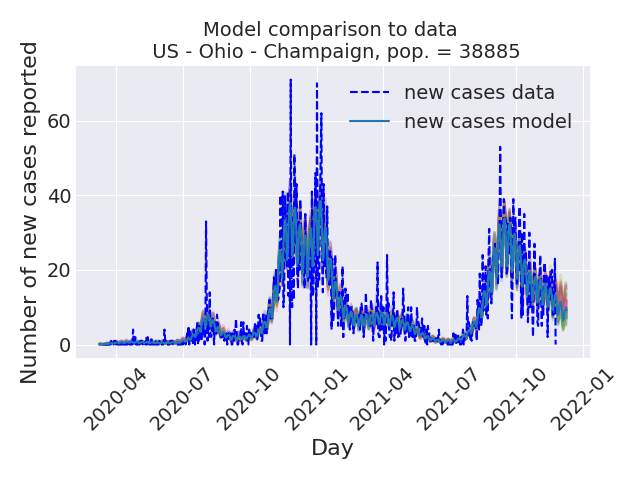 Model comparison to data
US - Ohio - Champaign, pop. = 38885
Number of new cases reported
60
40
20
0
new cases data
new cases model
2020-04
2020-07
2020-10
2021-01
2021-04
2021-07
2021-10
2022-01
Day